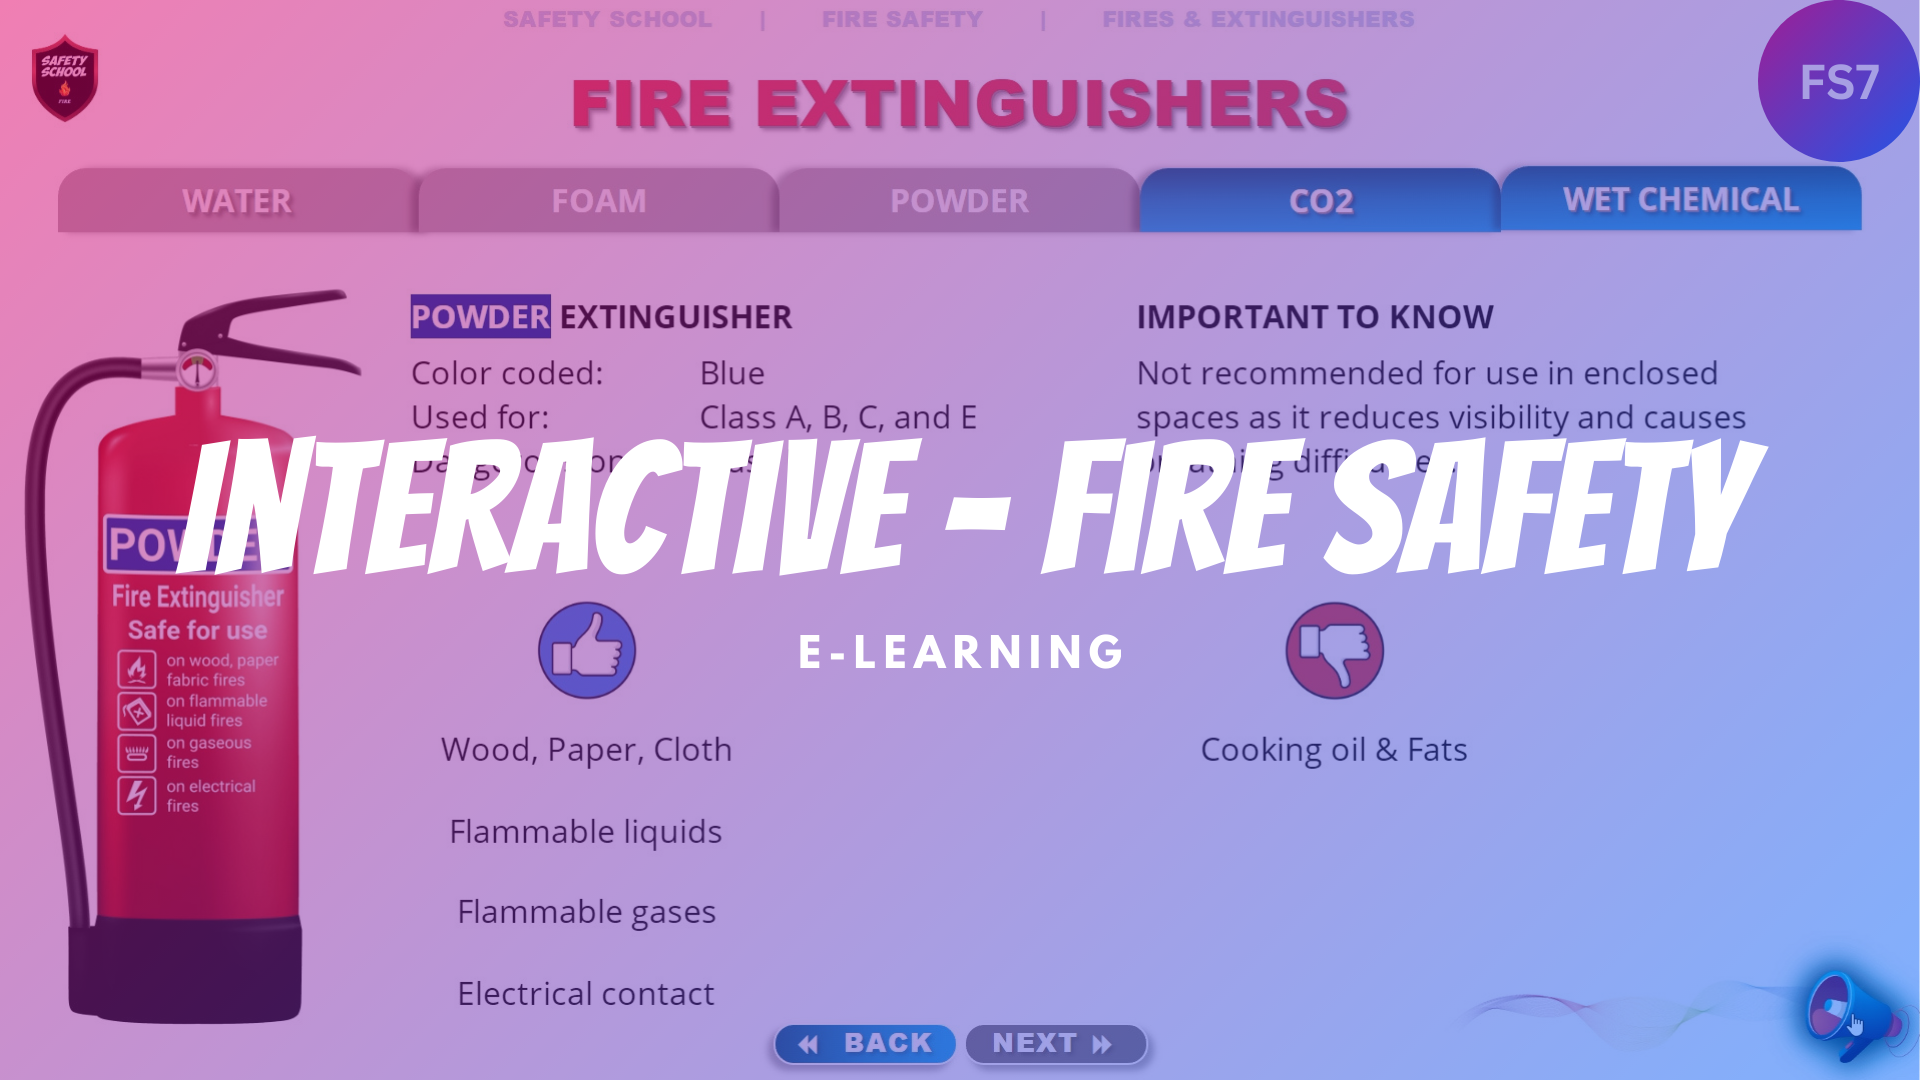 SAFETY SCHOOL | FIRE SAFETY | FIRES & EXTINGUISHERS
SAFETY
SCHOOL
FIRE
FIRE EXTINGUISHERS
FS7
WATER
FOAM
POWDER
CO2
WET CHEMICAL
POWDER EXTINGUISHER
Color coded: Blue
Used for: Class A, B, C, and E
IMPORTANT TO KNOW
Not recommended for use in enclosed
spaces as it reduces visibility and causes
INTERACTIVE - FIRE SAFETY
E-LEARNING
Fire Extinguisher
Safe for use
on wood, paper
fabric fires
on flammable
liquid fires
on gaseous
fires
on electrical
fires
Wood, Paper, Cloth
Flammable liquids
Flammable gases
Electrical contact
Cooking oil & Fats
BACK
NEXT